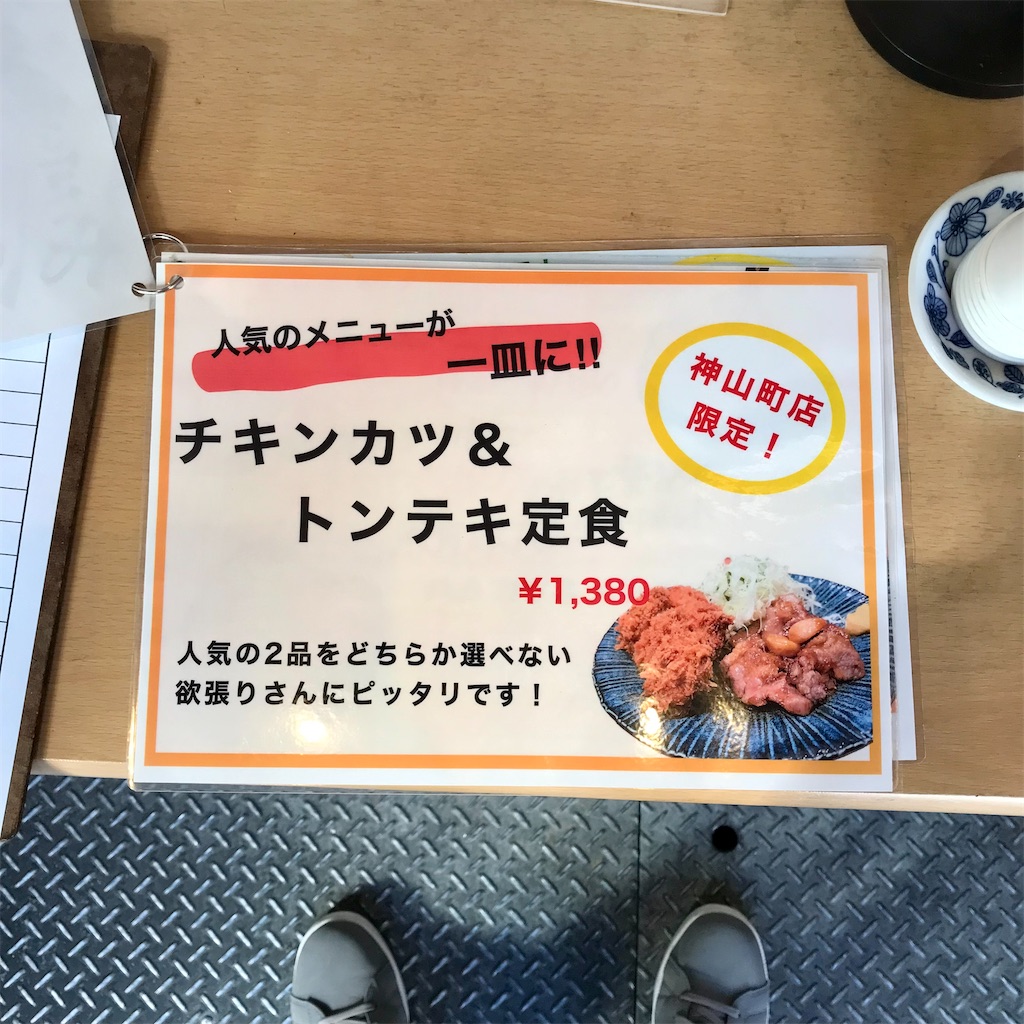 人気のメニューが
一皿に!!
神山町店
限定！
チキンカツ&
トンテキ定食
¥1,380
人気の2品をどちらか選べない
欲張りさんにピッタリです！